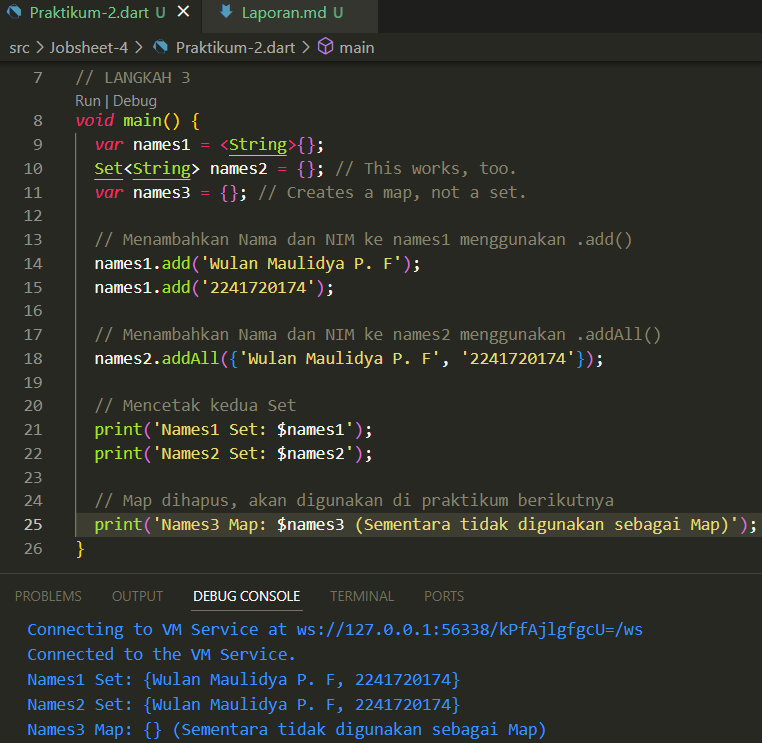 Praktikum-2.dart U X Laporan.md U
src > Jobsheet-4 > Praktikum-2.dart > main
7 // LANGKAH 3
Run | Debug
8 void main() {
9 var names1 = <String>{};
10 Set<String> names2 = {}; // This works, too.
11 var names3 = {}; // Creates a map, not a set.
12
13 // Menambahkan Nama dan NIM ke names1 menggunakan .add()
14 names1.add('Wulan Maulidya P. F');
15 names1.add('2241720174');
16
17 // Menambahkan Nama dan NIM ke names2 menggunakan .addAll()
18 names2.addAll({'Wulan Maulidya P. F', '2241720174'});
19
20 // Mencetak kedua Set
21 print('Names1 Set: $names1');
22 print('Names2 Set: $names2');
23
24 // Map dihapus, akan digunakan di praktikum berikutnya
25 print('Names3 Map: $names3 (Sementara tidak digunakan sebagai Map)');
26 }
PROBLEMS OUTPUT DEBUG CONSOLE TERMINAL PORTS
Connecting to VM Service at ws://127.0.0.1:56338/kPfAjlgfgcU=/ws
Connected to the VM Service.
Names1 Set: {Wulan Maulidya P. F, 2241720174}
Names2 Set: {Wulan Maulidya P. F, 2241720174}
Names3 Map: {} (Sementara tidak digunakan sebagai Map)